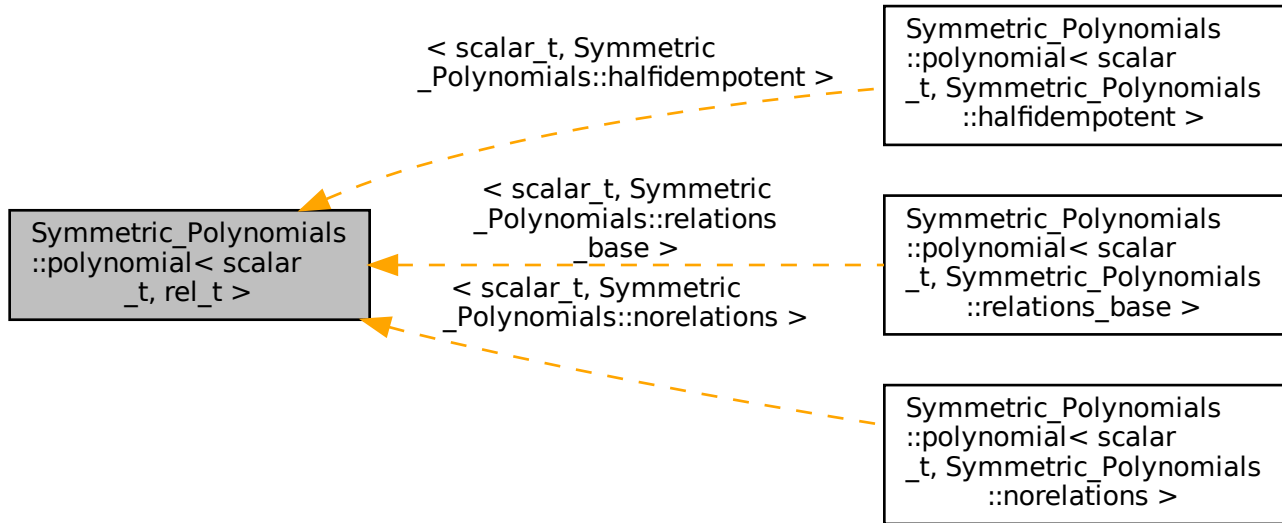 Symmetric_Polynomials
::polynomial< scalar
_t, rel_t >
< scalar_t, Symmetric
_Polynomials::halfidempotent >
< scalar_t, Symmetric
_Polynomials::relations
_base >
< scalar_t, Symmetric
_Polynomials::norelations >
Symmetric_Polynomials
::polynomial< scalar
_t, Symmetric_Polynomials
::halfidempotent >
Symmetric_Polynomials
::polynomial< scalar
_t, Symmetric_Polynomials
::relations_base >
Symmetric_Polynomials
::polynomial< scalar
_t, Symmetric_Polynomials
::norelations >